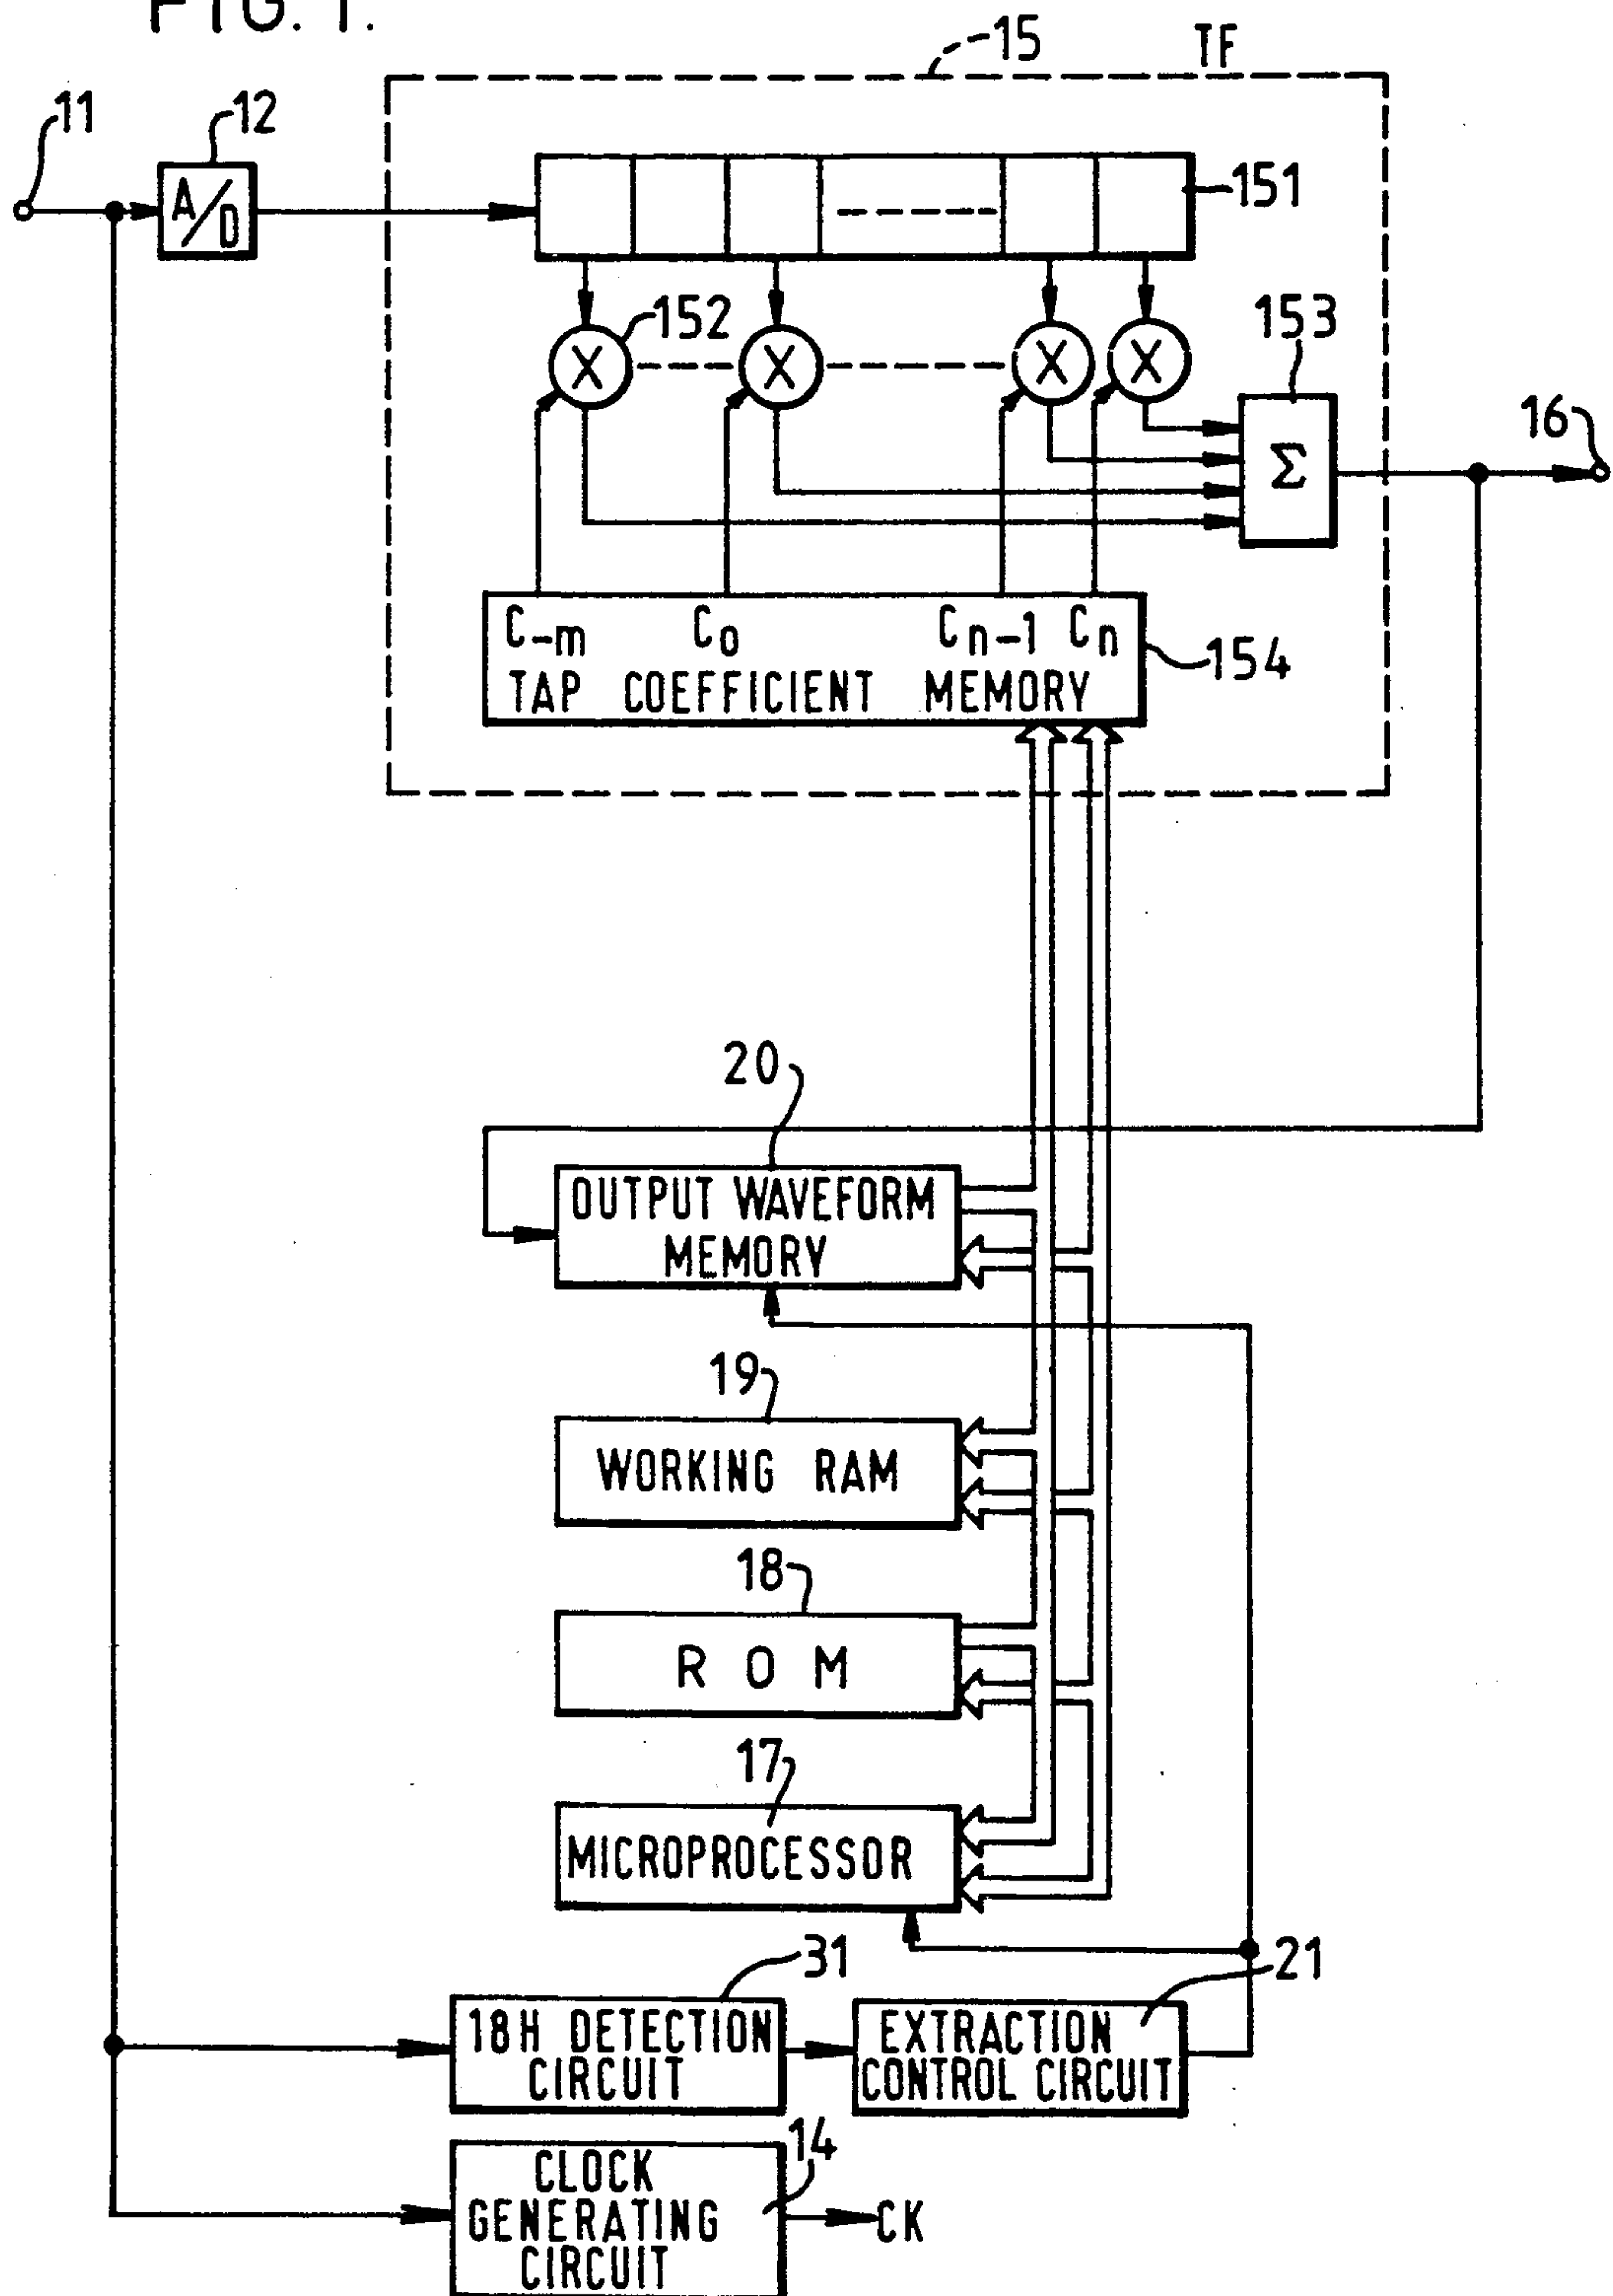 FIG. 1.
15
TF
11
12
A/D
151
152
X
X
X
X
153
Σ
16
C-m C0 Cn-1 Cn
TAP COEFFICIENT MEMORY
154
20
OUTPUT WAVEFORM
MEMORY
19
WORKING RAM
18
ROM
17
MICROPROCESSOR
31
18H DETECTION
CIRCUIT
21
EXTRACTION
CONTROL CIRCUIT
14
CLOCK
GENERATING
CIRCUIT
CK